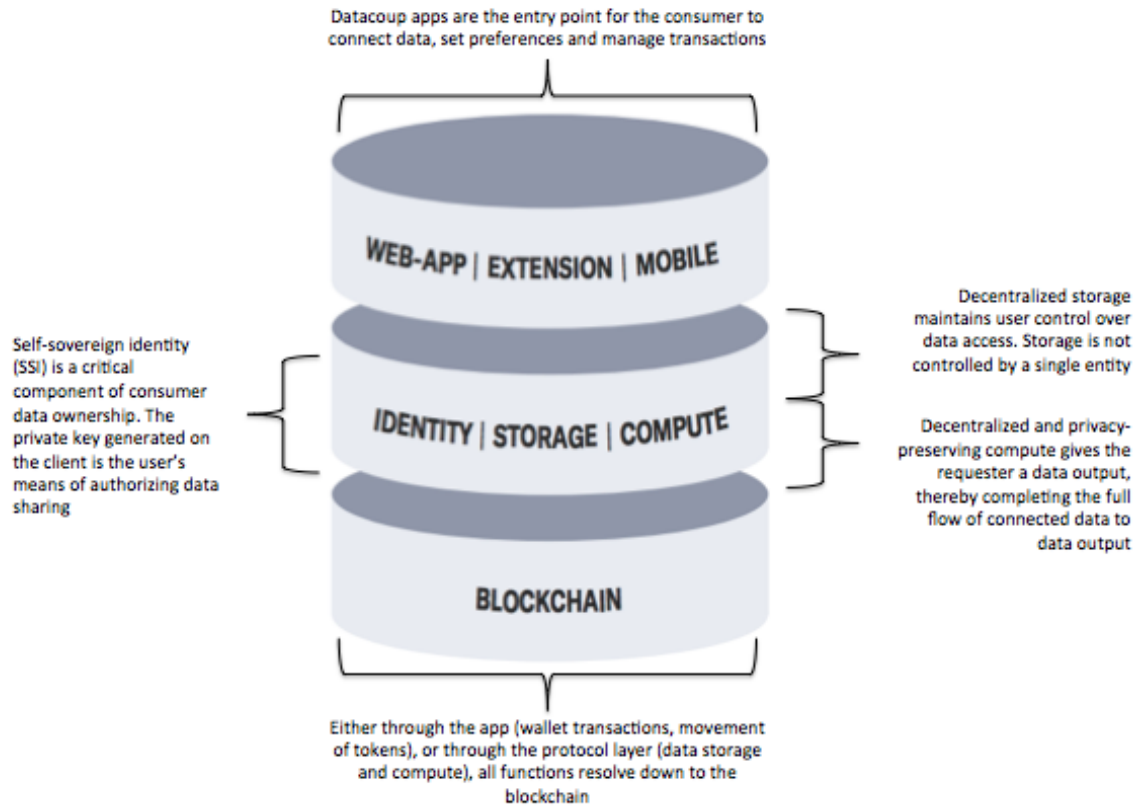 Datacoup apps are the entry point for the consumer to
connect data, set preferences and manage transactions
WEB-APP | EXTENSION | MOBILE
Self-sovereign identity
(SSI) is a critical
component of consumer
data ownership. The
private key generated on
the client is the user's
means of authorizing data
sharing
IDENTITY | STORAGE | COMPUTE
Decentralized storage
maintains user control over
data access. Storage is not
controlled by a single entity
Decentralized and privacy-
preserving compute gives the
requester a data output,
thereby completing the full
flow of connected data to
data output
BLOCKCHAIN
Either through the app (wallet transactions, movement
of tokens), or through the protocol layer (data storage
and compute), all functions resolve down to the
blockchain